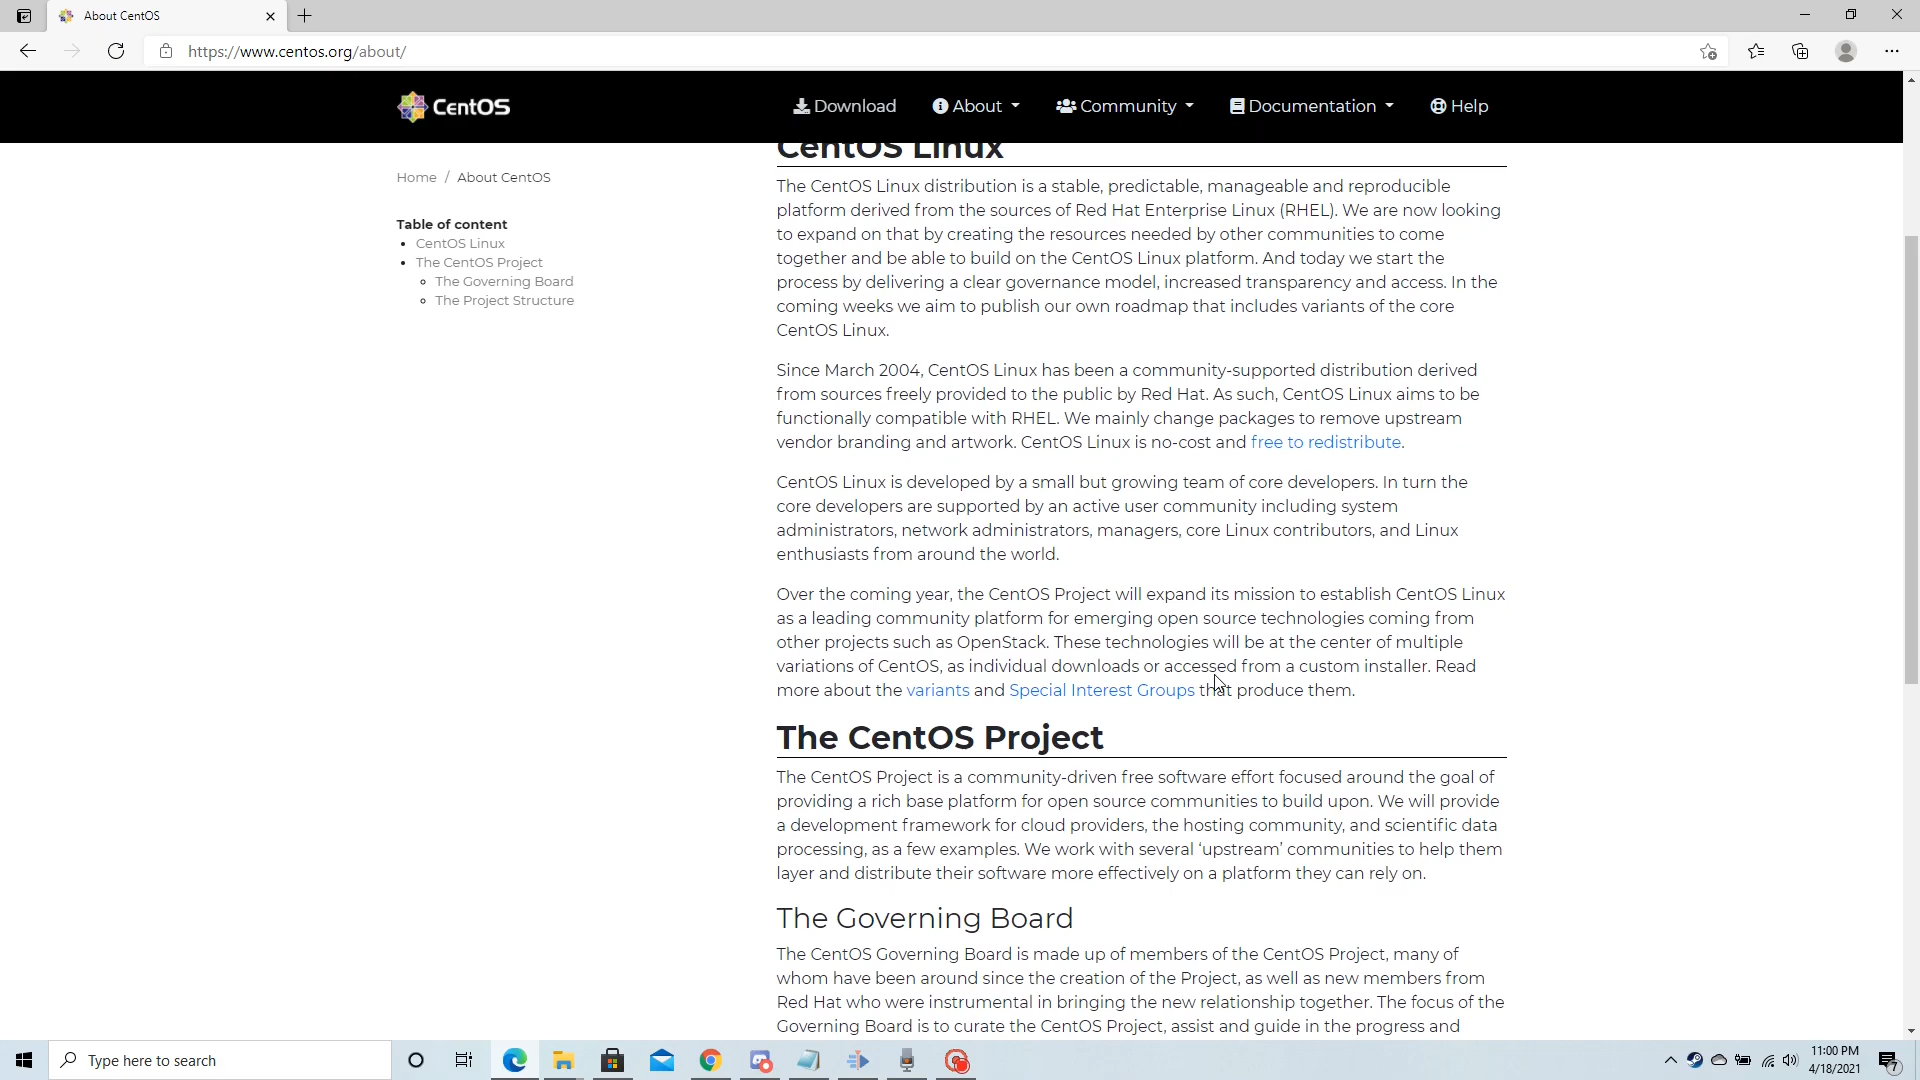 About CentOS
https://www.centos.org/about/
CentOS
Download
About
Community
Documentation
Help
Home / About CentOS
Table of content
CentOS Linux
The CentOS Project
The Governing Board
The Project Structure
CentOS Linux
The CentOS Linux distribution is a stable, predictable, manageable and reproducible
platform derived from the sources of Red Hat Enterprise Linux (RHEL). We are now looking
to expand on that by creating the resources needed by other communities to come
together and be able to build on the CentOS Linux platform. And today we start the
process by delivering a clear governance model, increased transparency and access. In the
coming weeks we aim to publish our own roadmap that includes variants of the core
CentOS Linux.
Since March 2004, CentOS Linux has been a community-supported distribution derived
from sources freely provided to the public by Red Hat. As such, CentOS Linux aims to be
functionally compatible with RHEL. We mainly change packages to remove upstream
vendor branding and artwork. CentOS Linux is no-cost and free to redistribute.
CentOS Linux is developed by a small but growing team of core developers. In turn the
core developers are supported by an active user community including system
administrators, network administrators, managers, core Linux contributors, and Linux
enthusiasts from around the world.
Over the coming year, the CentOS Project will expand its mission to establish CentOS Linux
as a leading community platform for emerging open source technologies coming from
other projects such as OpenStack. These technologies will be at the center of multiple
variations of CentOS, as individual downloads or accessed from a custom installer. Read
more about the variants and Special Interest Groups that produce them.
The CentOS Project
The CentOS Project is a community-driven free software effort focused around the goal of
providing a rich base platform for open source communities to build upon. We will provide
a development framework for cloud providers, the hosting community, and scientific data
processing, as a few examples. We work with several ‘upstream’ communities to help them
layer and distribute their software more effectively on a platform they can rely on.
The Governing Board
The CentOS Governing Board is made up of members of the CentOS Project, many of
whom have been around since the creation of the Project, as well as new members from
Red Hat who were instrumental in bringing the new relationship together. The focus of the
Governing Board is to curate the CentOS Project, assist and guide in the progress and
Type here to search
11:00 PM
4/18/2021
7